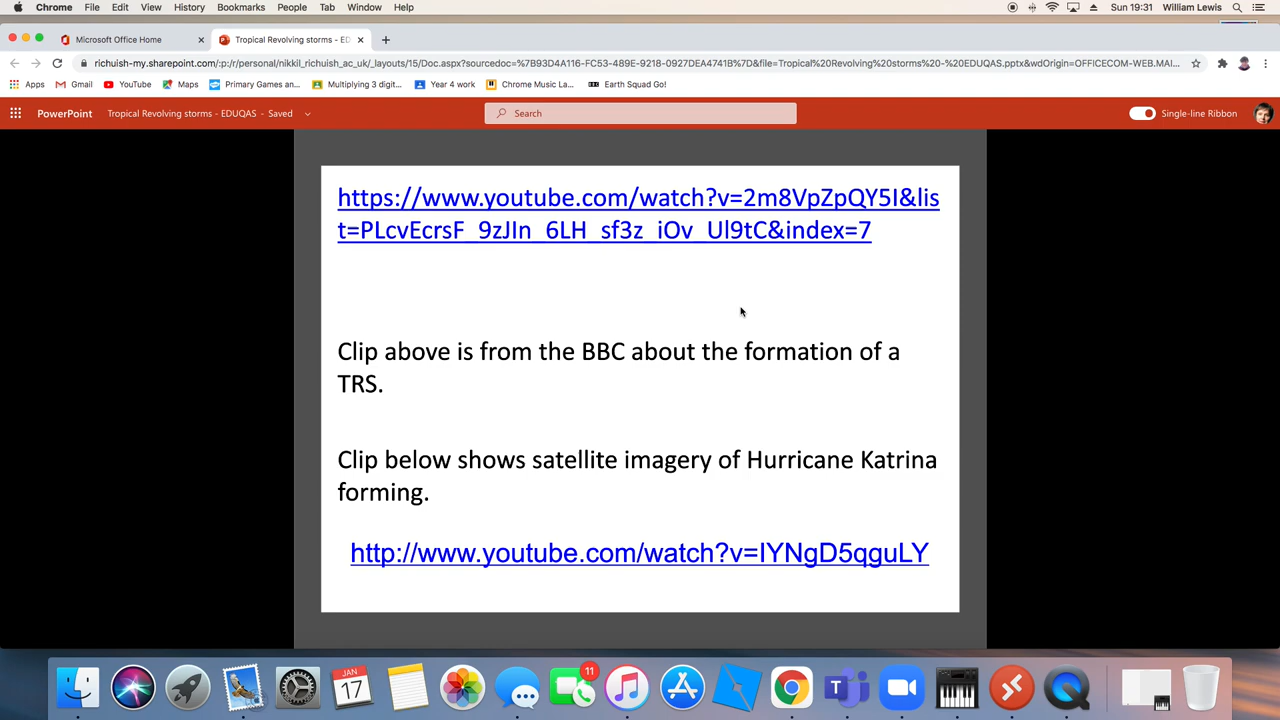 Chrome File Edit View History Bookmarks People Tab Window Help Sun 19:31 William Lewis
Microsoft Office Home Tropical Revolving storms - ED
richuish-my.sharepoint.com/:p:/r/personal/nikkil_richuish_ac_uk/_layouts/15/Doc.aspx?sourcedoc=%7B93D4A116-FC53-489E-9218-0927DEA4741B%7D&file=Tropical%20Revolving%20storms%20-%20EDUQAS.pptx&wdOrigin=OFFICECOM-WEB.MAI...
Apps Gmail YouTube Maps Primary Games an... Multiplying 3 digit... Year 4 work Chrome Music La... Earth Squad Go!
PowerPoint Tropical Revolving storms - EDUQAS - Saved Search Single-line Ribbon
https://www.youtube.com/watch?v=2m8VpZpQY5I&lis
t=PLcvEcrsF_9zJIn_6LH_sf3z_iOv_Ul9tC&index=7
Clip above is from the BBC about the formation of a
TRS.
Clip below shows satellite imagery of Hurricane Katrina
forming.
http://www.youtube.com/watch?v=IYNgD5qguLY
11
JAN
17